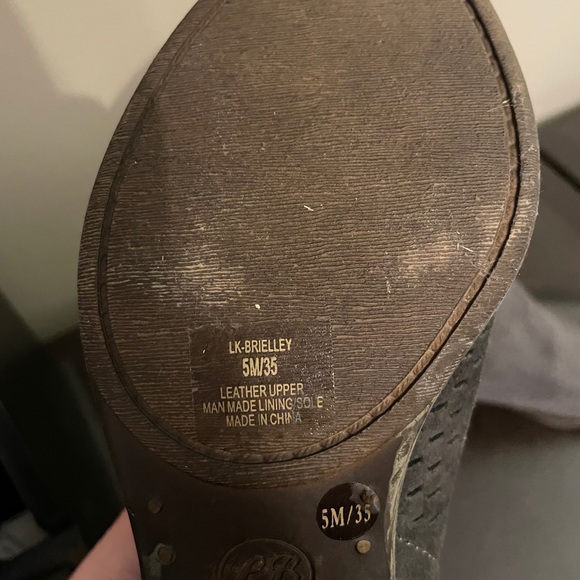 LK-BRIELLEY
5M/35
LEATHER UPPER
MAN MADE LINING/SOLE
MADE IN CHINA
5M/35